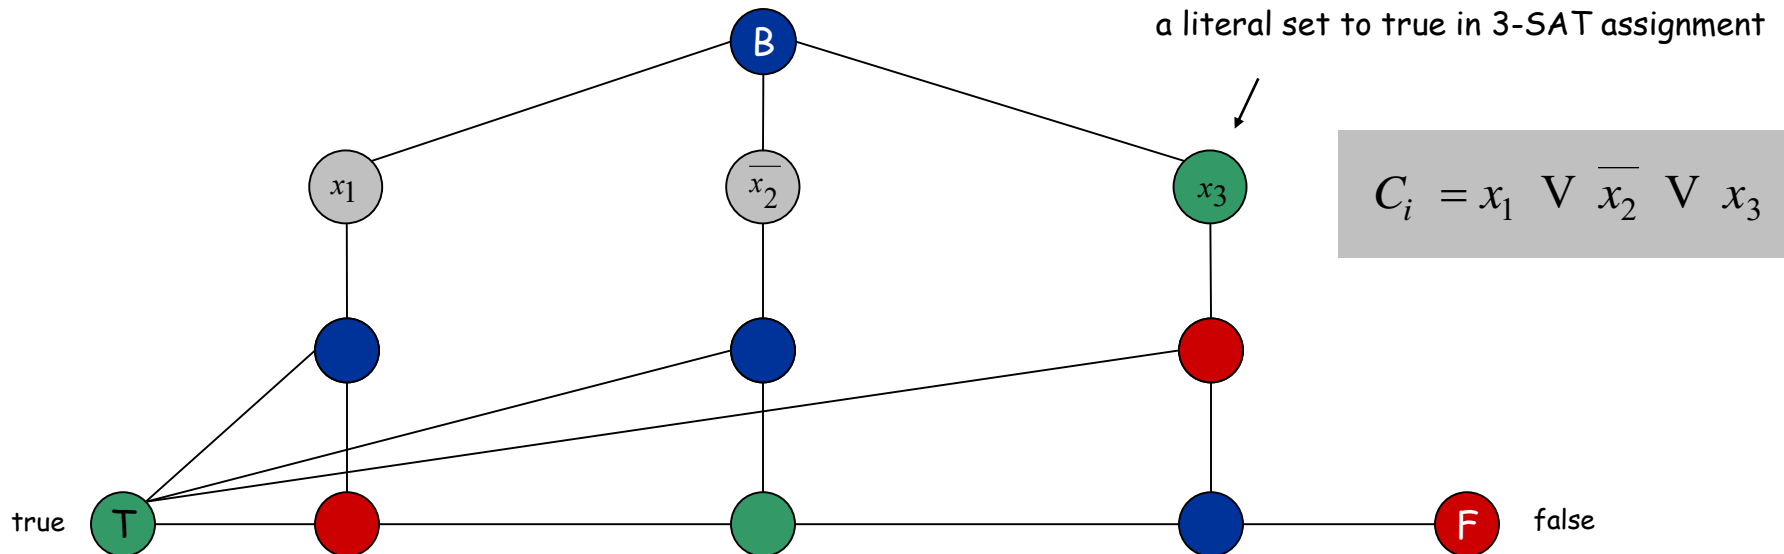 B
a literal set to true in 3-SAT assignment
x₁
x̅₂
x₃
Cᵢ = x₁ V x̅₂ V x₃
true
T
F
false